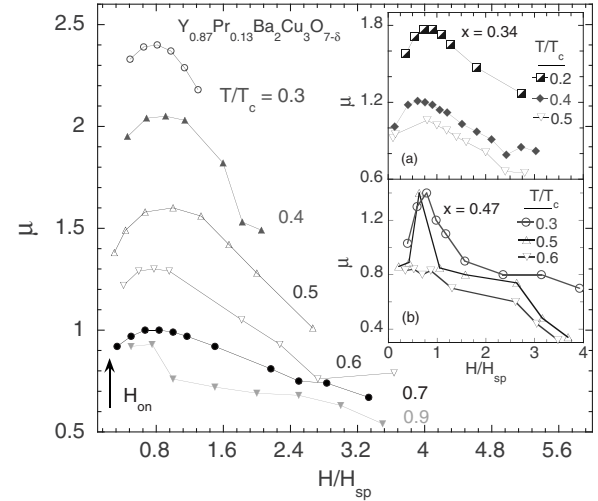 Y0.87Pr0.13Ba2Cu3O7-δ
T/Tc = 0.3
0.4
0.5
0.6
0.7
0.9
Hon
μ
2.5
2
1.5
1
0.5
0.8
1.6
2.4
3.2
4
4.8
5.6
H/Hsp
x = 0.34
T/Tc
0.2
0.4
0.5
(a)
μ
1.8
1.2
0.6
x = 0.47
T/Tc
0.3
0.5
0.6
(b)
μ
1.2
0.8
0.4
0
1
2
3
4
H/Hsp